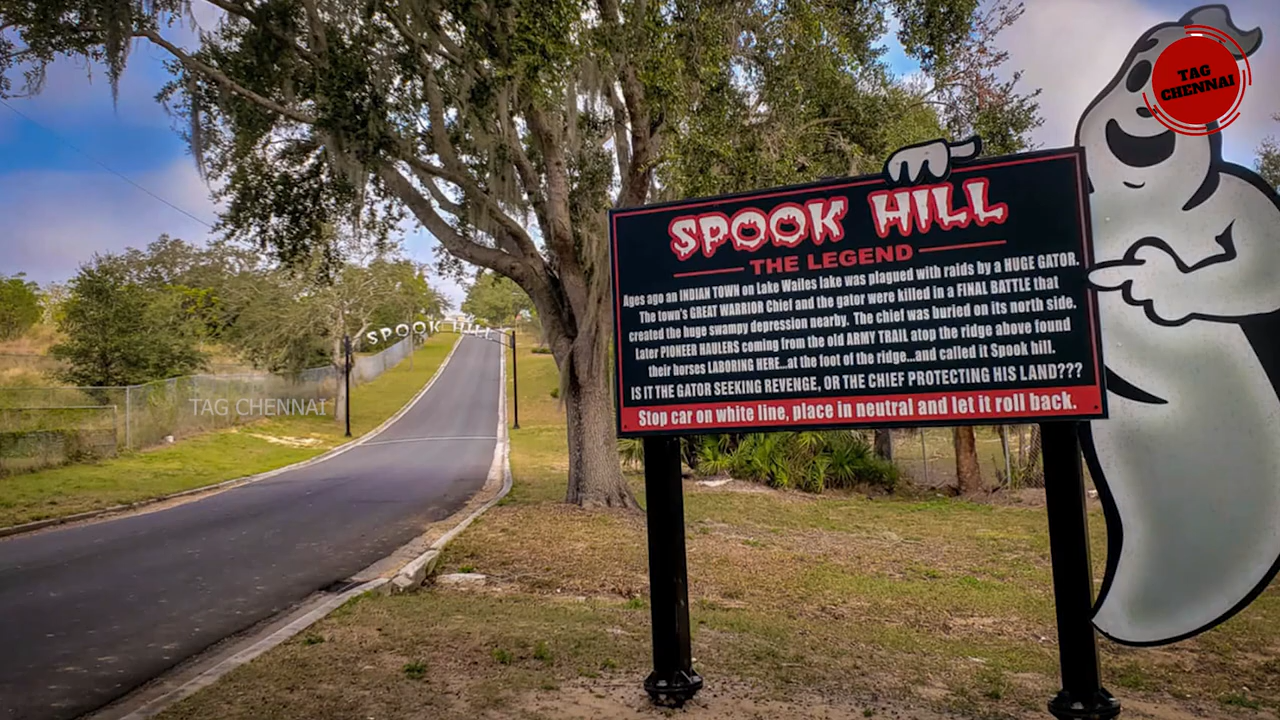 TAG
CHENNAI
SPOOK HILL
THE LEGEND
Ages ago an INDIAN TOWN on Lake Wailes lake was plagued with raids by a HUGE GATOR.
The town's GREAT WARRIOR Chief and the gator were killed in a FINAL BATTLE that
created the huge swampy depression nearby. The chief was buried on its north side.
Later PIONEER HAULERS coming from the old ARMY TRAIL atop the ridge above found
their horses LABORING HERE...at the foot of the ridge...and called it Spook hill.
IS IT THE GATOR SEEKING REVENGE, OR THE CHIEF PROTECTING HIS LAND???
Stop car on white line, place in neutral and let it roll back.
SPOOK HILL
TAG CHENNAI